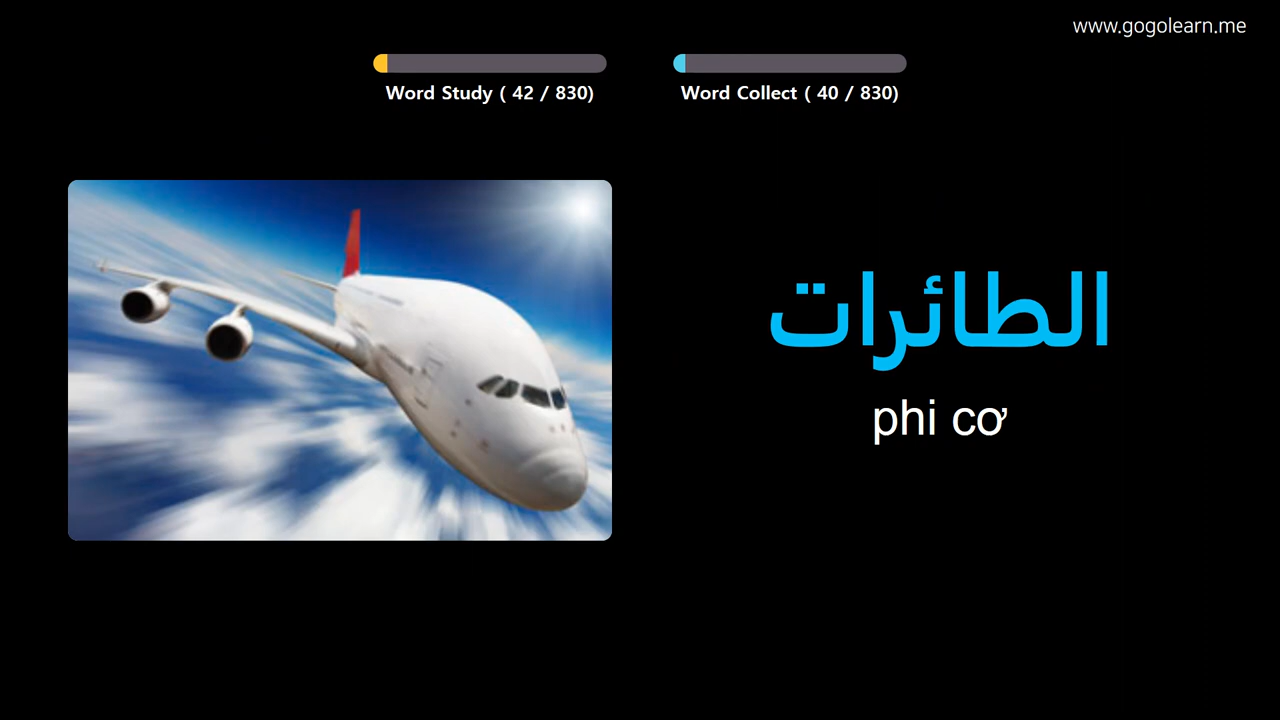 www.gogolearn.me
Word Study ( 42 / 830)
Word Collect ( 40 / 830)
الطائرات
phi cơ